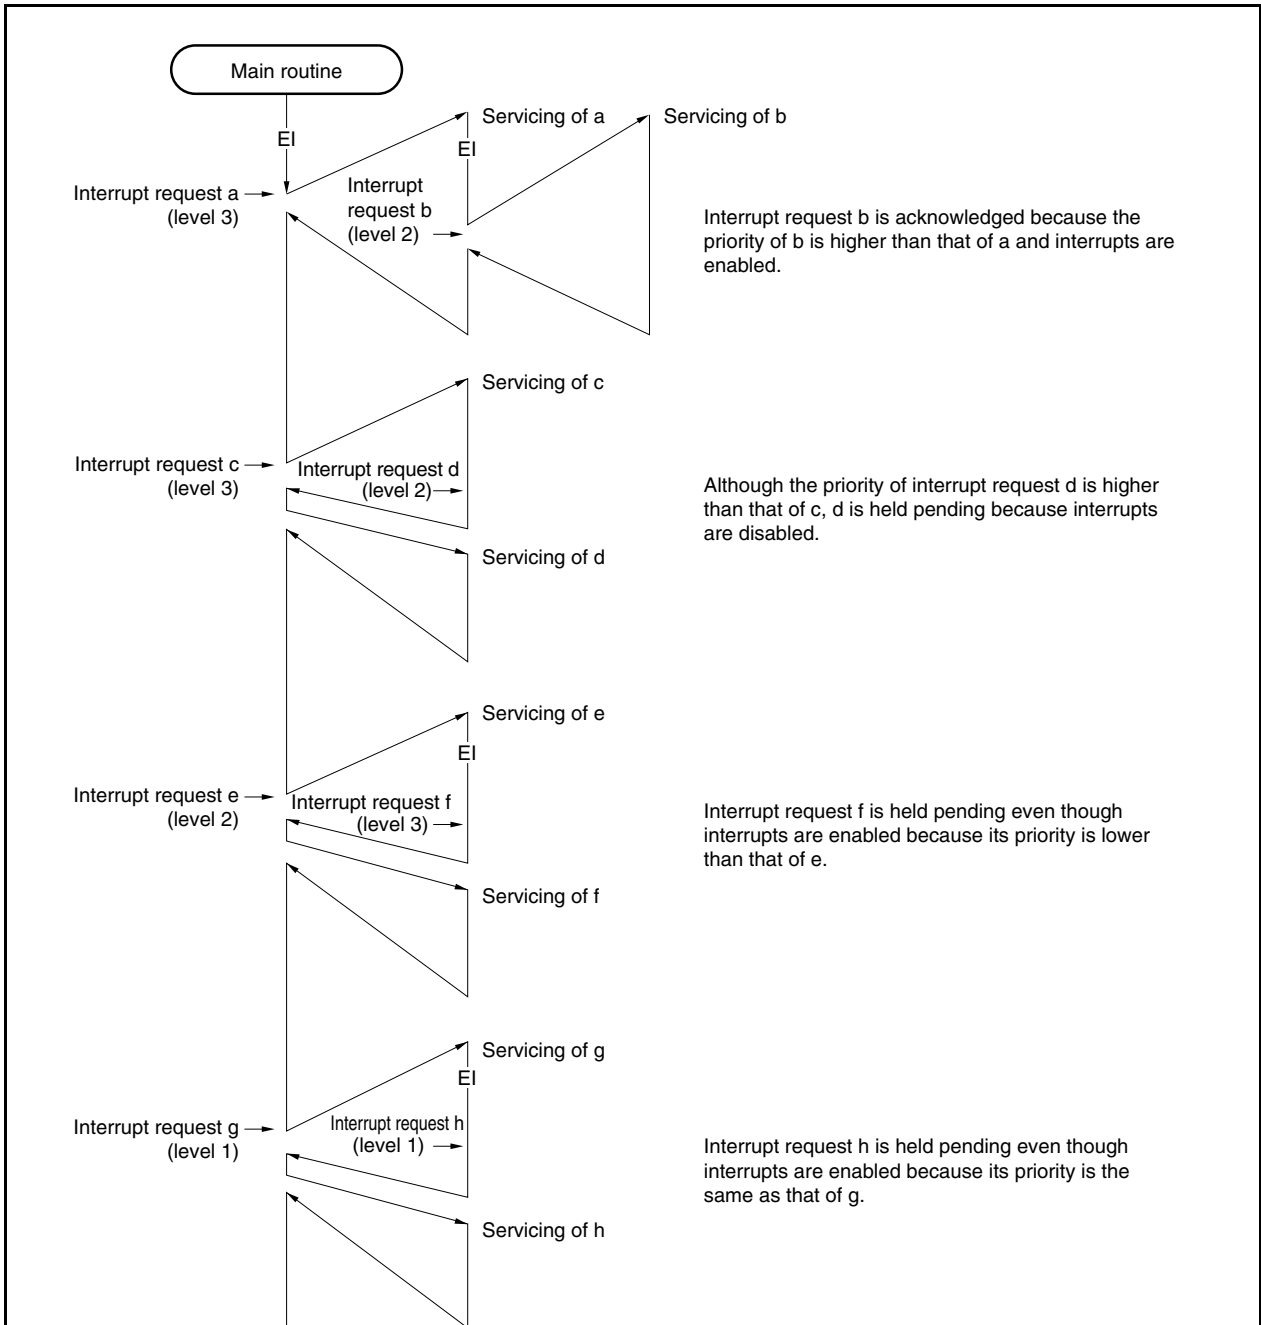 Main routine
EI
Servicing of a
Servicing of b
EI
Interrupt request a
(level 3)
Interrupt
request b
(level 2)
Interrupt request b is acknowledged because the
priority of b is higher than that of a and interrupts are
enabled.
Servicing of c
Interrupt request c
(level 3)
Interrupt request d
(level 2)
Although the priority of interrupt request d is higher
than that of c, d is held pending because interrupts
are disabled.
Servicing of d
Servicing of e
EI
Interrupt request e
(level 2)
Interrupt request f
(level 3)
Interrupt request f is held pending even though
interrupts are enabled because its priority is lower
than that of e.
Servicing of f
Servicing of g
EI
Interrupt request g
(level 1)
Interrupt request h
(level 1)
Interrupt request h is held pending even though
interrupts are enabled because its priority is the
same as that of g.
Servicing of h